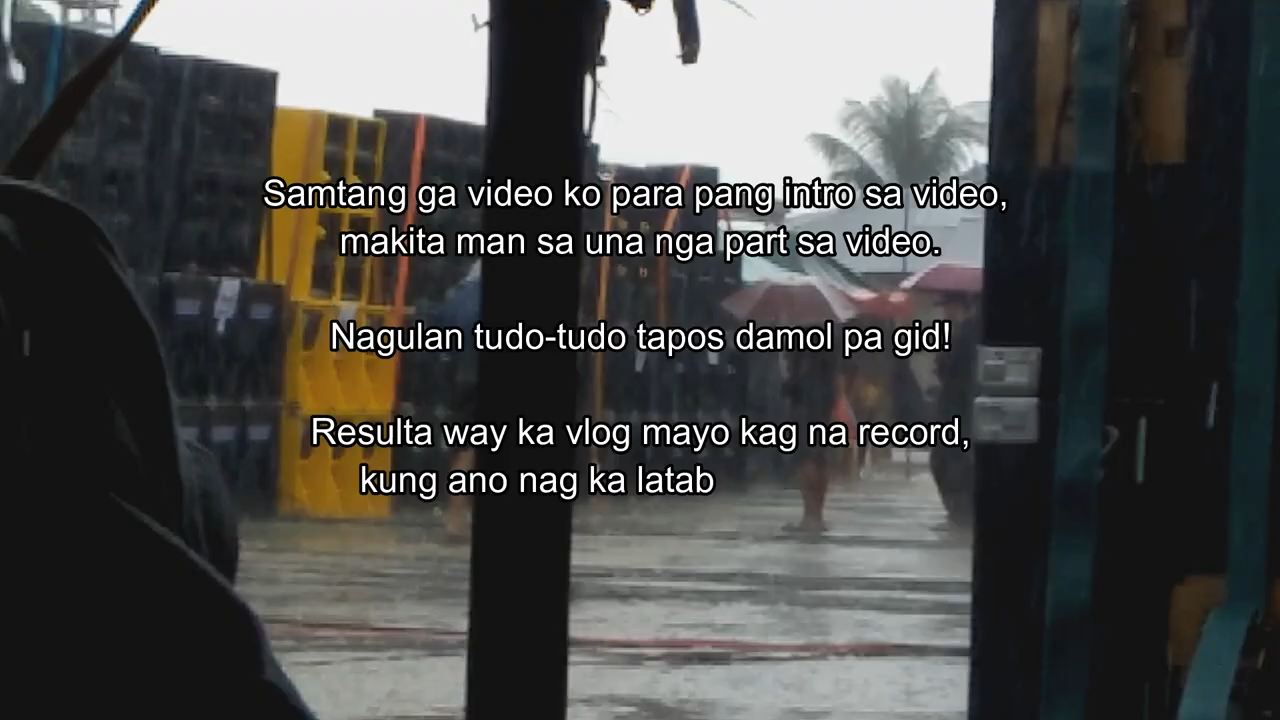 Samtang ga video ko para pang intro sa video,
makita man sa una nga part sa video.
Nagulan tudo-tudo tapos damol pa gid!
Resulta way ka vlog mayo kag na record,
kung ano nag ka latab